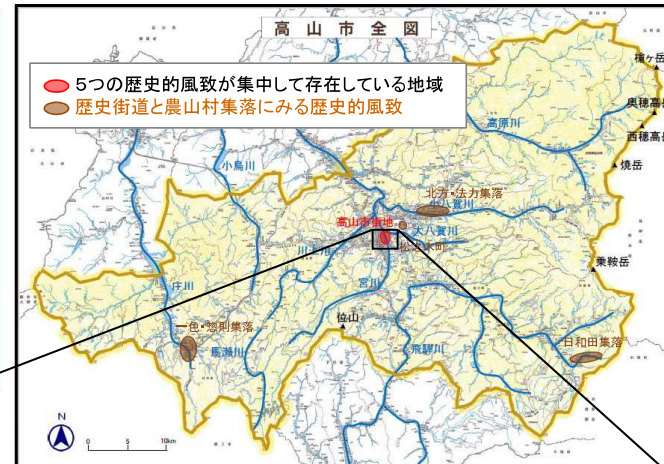 高山市全図
5つの歴史的風致が集中して存在している地域
歴史街道と農山村集落にみる歴史的風致
槍ヶ岳
奥穂高岳
西穂高岳
焼岳
高原川
小鳥川
北方・法力集落
小八賀川
高山市街地
大八賀川
川上川
乗鞍岳
宮川
庄川
位山
一色・惣則集落
馬瀬川
飛騨川
日和田集落
N
0 5 10km